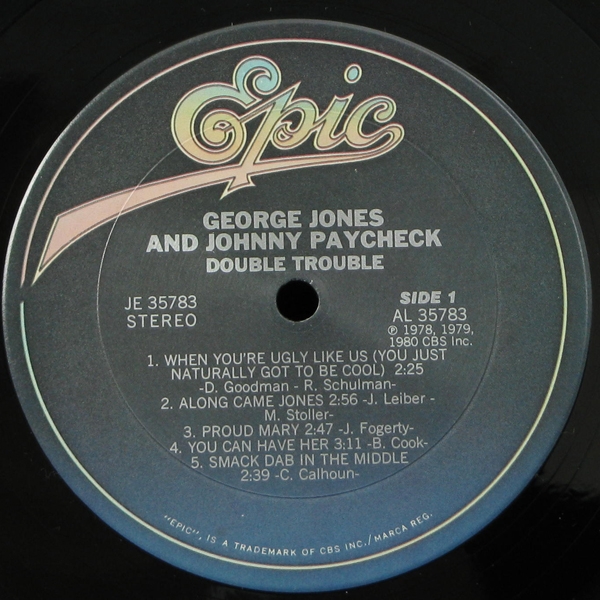 Epic
GEORGE JONES
AND JOHNNY PAYCHECK
DOUBLE TROUBLE
JE 35783
STEREO
SIDE 1
AL 35783
℗ 1978, 1979,
1980 CBS Inc.
1. WHEN YOU'RE UGLY LIKE US (YOU JUST
NATURALLY GOT TO BE COOL) 2:25
-D. Goodman - R. Schulman-
2. ALONG CAME JONES 2:56 -J. Leiber -
M. Stoller-
3. PROUD MARY 2:47 -J. Fogerty-
4. YOU CAN HAVE HER 3:11 -B. Cook-
5. SMACK DAB IN THE MIDDLE
2:39 -C. Calhoun-
"EPIC", IS A TRADEMARK OF CBS INC./MARCA REG.